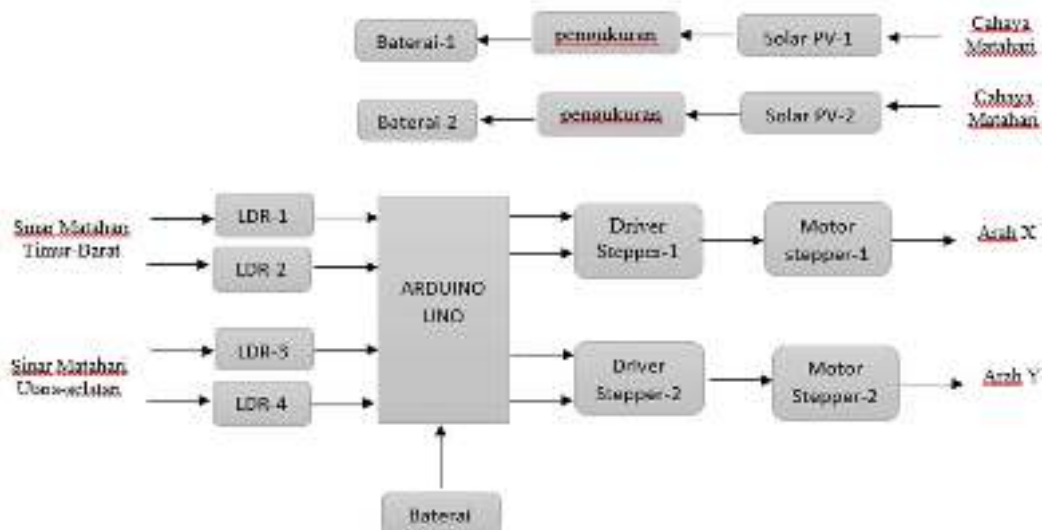 Baterai-1
pengukuran
Solar PV-1
Cahaya
Matahari
Baterai-2
pengukuran
Solar PV-2
Cahaya
Matahari
Sinar Matahari
Timur-Barat
LDR-1
LDR-2
ARDUINO
UNO
Driver
Stepper-1
Motor
stepper-1
Arah X
Sinar Matahari
Utara-selatan
LDR-3
LDR-4
Driver
Stepper-2
Motor
Stepper-2
Arah Y
Baterai